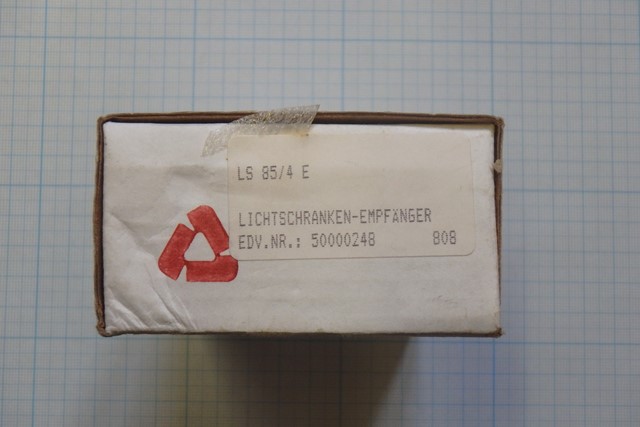 LS 85/4 E
LICHTSCHRANKEN-EMPFÄNGER
EDV.NR.: 50000248 808